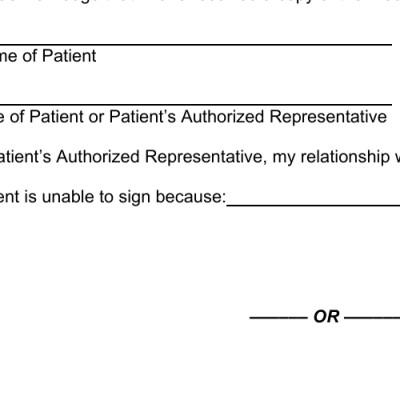 me of Patient
e of Patient or Patient's Authorized Representative
atient's Authorized Representative, my relationship
ent is unable to sign because:
OR